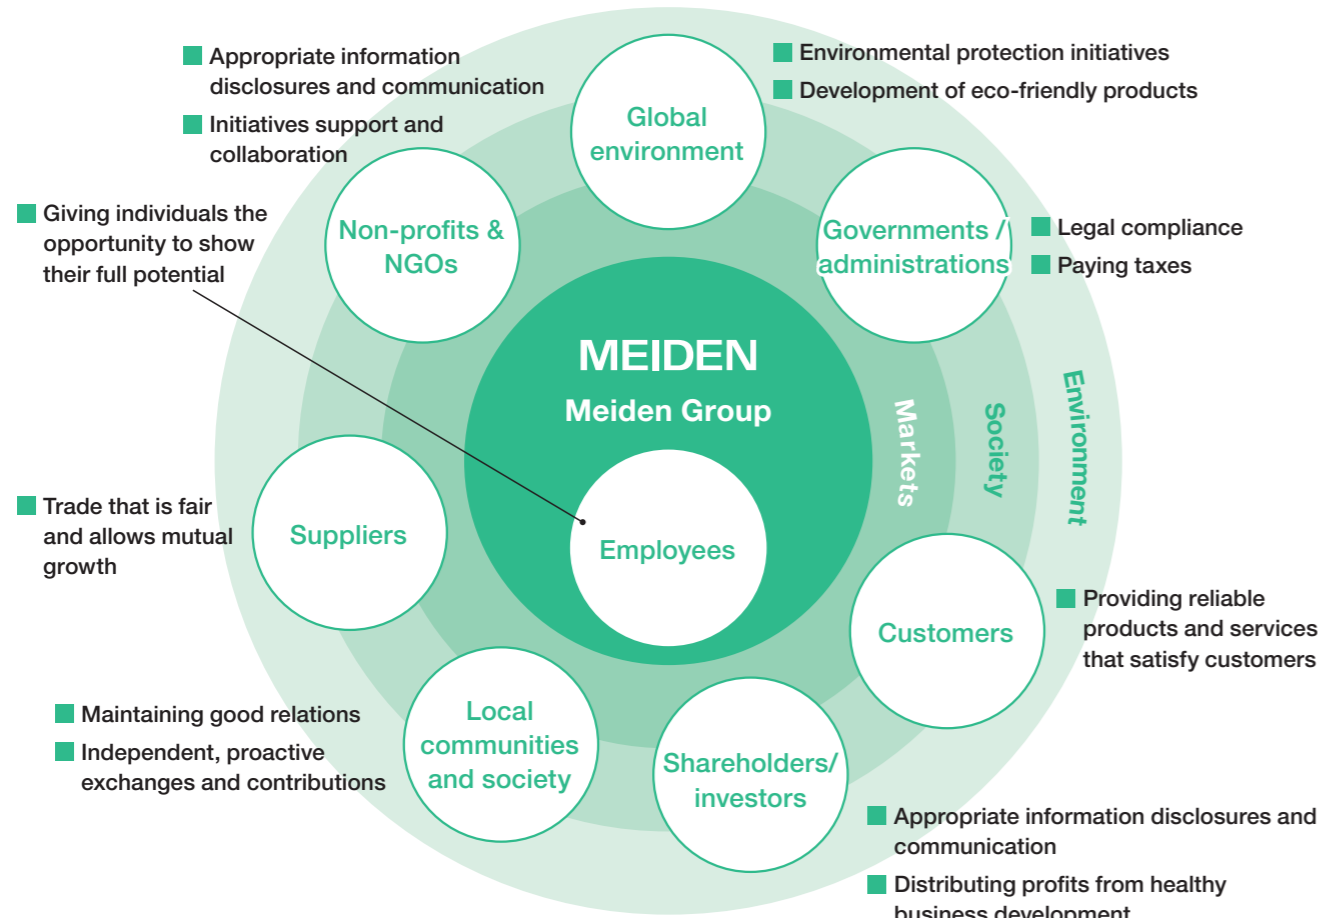 Appropriate information
disclosures and communication
Initiatives support and
collaboration
Environmental protection initiatives
Development of eco-friendly products
Global
environment
Giving individuals the
opportunity to show
their full potential
Non-profits &
NGOs
Governments /
administrations
Legal compliance
Paying taxes
MEIDEN
Meiden Group
Markets
Society
Environment
Trade that is fair
and allows mutual
growth
Suppliers
Employees
Customers
Providing reliable
products and services
that satisfy customers
Maintaining good relations
Independent, proactive
exchanges and contributions
Local
communities
and society
Shareholders/
investors
Appropriate information disclosures and
communication
Distributing profits from healthy
business development